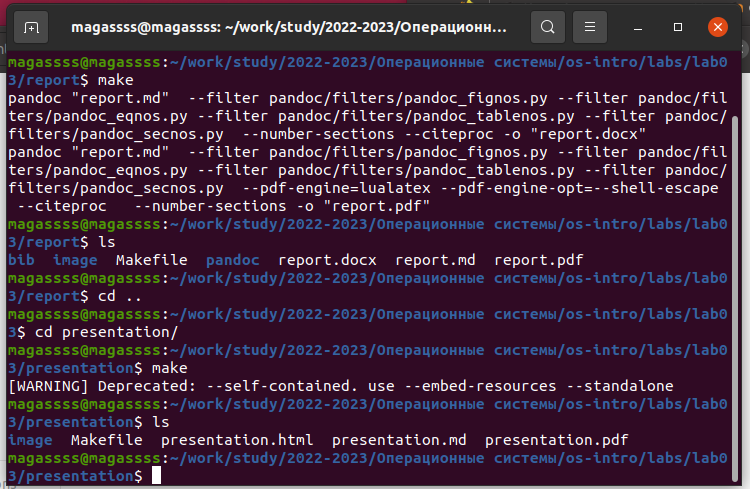 magassss@magassss: ~/work/study/2022-2023/Операционн...
magassss@magassss:~/work/study/2022-2023/Операционные системы/os-intro/labs/lab0
3/report$ make
pandoc "report.md"  --filter pandoc/filters/pandoc_fignos.py --filter pandoc/fil
ters/pandoc_eqnos.py --filter pandoc/filters/pandoc_tablenos.py --filter pandoc/
filters/pandoc_secnos.py  --number-sections --citeproc -o "report.docx"
pandoc "report.md"  --filter pandoc/filters/pandoc_fignos.py --filter pandoc/fil
ters/pandoc_eqnos.py --filter pandoc/filters/pandoc_tablenos.py --filter pandoc/
filters/pandoc_secnos.py  --pdf-engine=lualatex --pdf-engine-opt=--shell-escape
 --citeproc   --number-sections -o "report.pdf"
magassss@magassss:~/work/study/2022-2023/Операционные системы/os-intro/labs/lab0
3/report$ ls
bib  image  Makefile  pandoc  report.docx  report.md  report.pdf
magassss@magassss:~/work/study/2022-2023/Операционные системы/os-intro/labs/lab0
3/report$ cd ..
magassss@magassss:~/work/study/2022-2023/Операционные системы/os-intro/labs/lab0
3$ cd presentation/
magassss@magassss:~/work/study/2022-2023/Операционные системы/os-intro/labs/lab0
3/presentation$ make
[WARNING] Deprecated: --self-contained. use --embed-resources --standalone
magassss@magassss:~/work/study/2022-2023/Операционные системы/os-intro/labs/lab0
3/presentation$ ls
image  Makefile  presentation.html  presentation.md  presentation.pdf
magassss@magassss:~/work/study/2022-2023/Операционные системы/os-intro/labs/lab0
3/presentation$